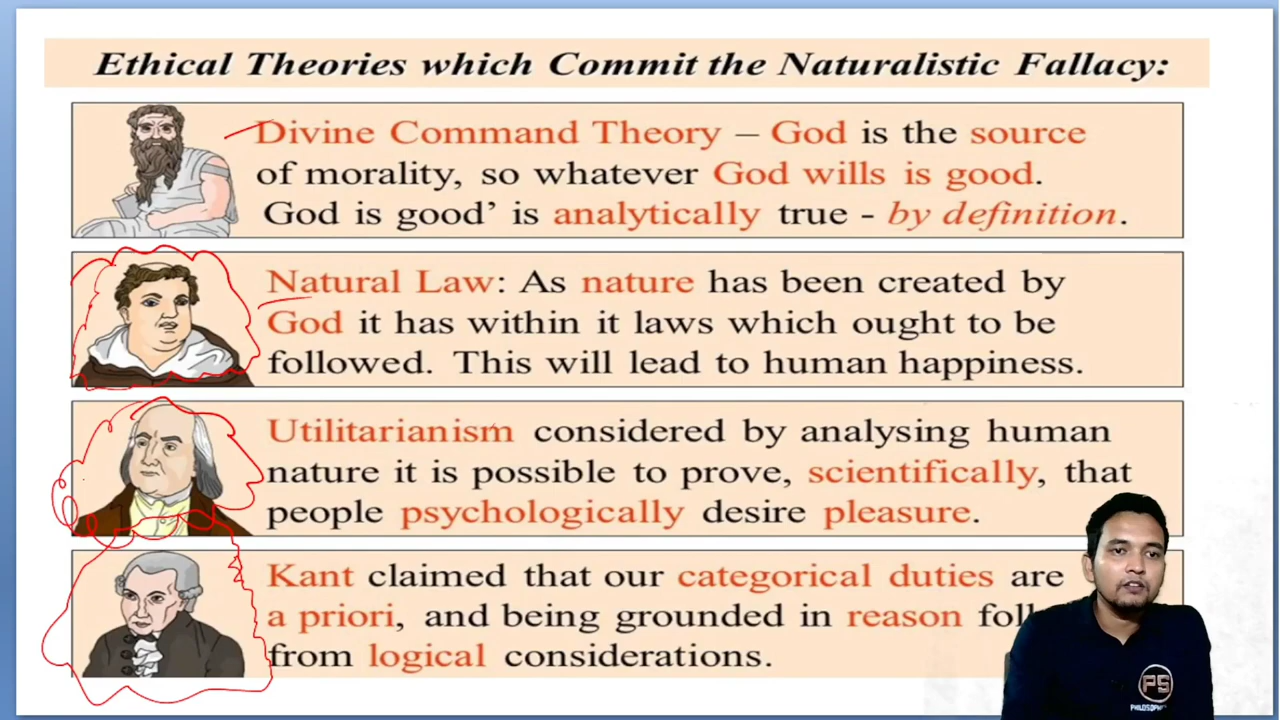 Ethical Theories which Commit the Naturalistic Fallacy:
Divine Command Theory – God is the source
of morality, so whatever God wills is good.
God is good’ is analytically true - by definition.
Natural Law: As nature has been created by
God it has within it laws which ought to be
followed. This will lead to human happiness.
Utilitarianism considered by analysing human
nature it is possible to prove, scientifically, that
people psychologically desire pleasure.
Kant claimed that our categorical duties are
a priori, and being grounded in reason
from logical considerations.
PS